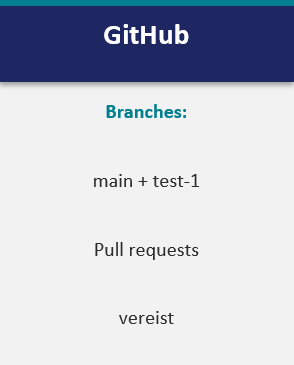 GitHub
Branches:
main + test-1
Pull requests
vereist